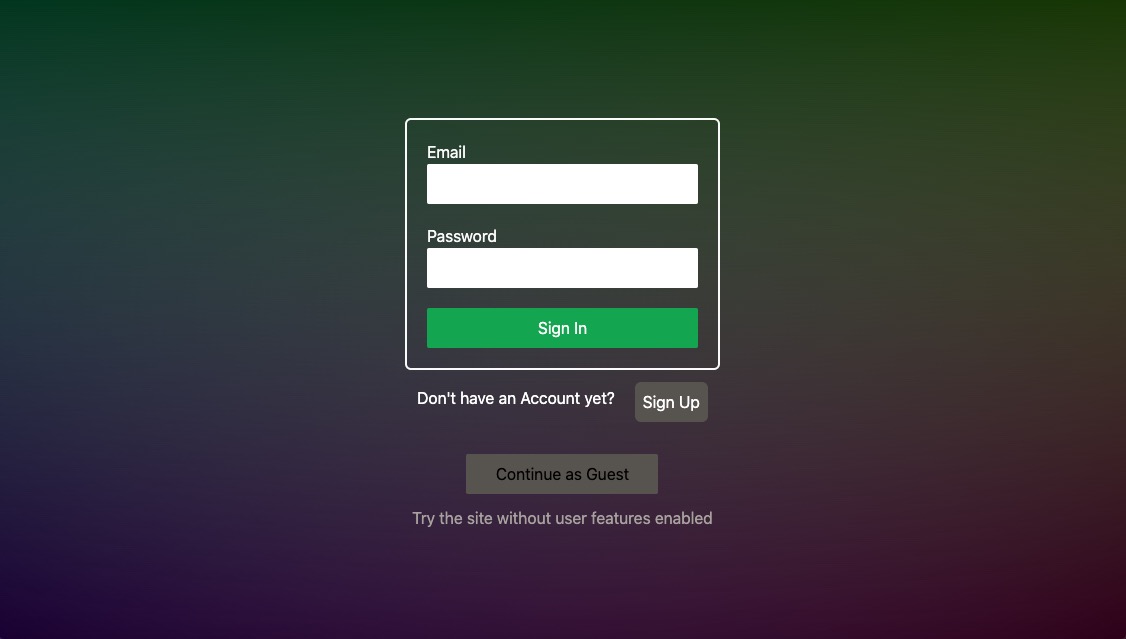 Email
Password
Sign In
Don't have an Account yet?
Sign Up
Continue as Guest
Try the site without user features enabled